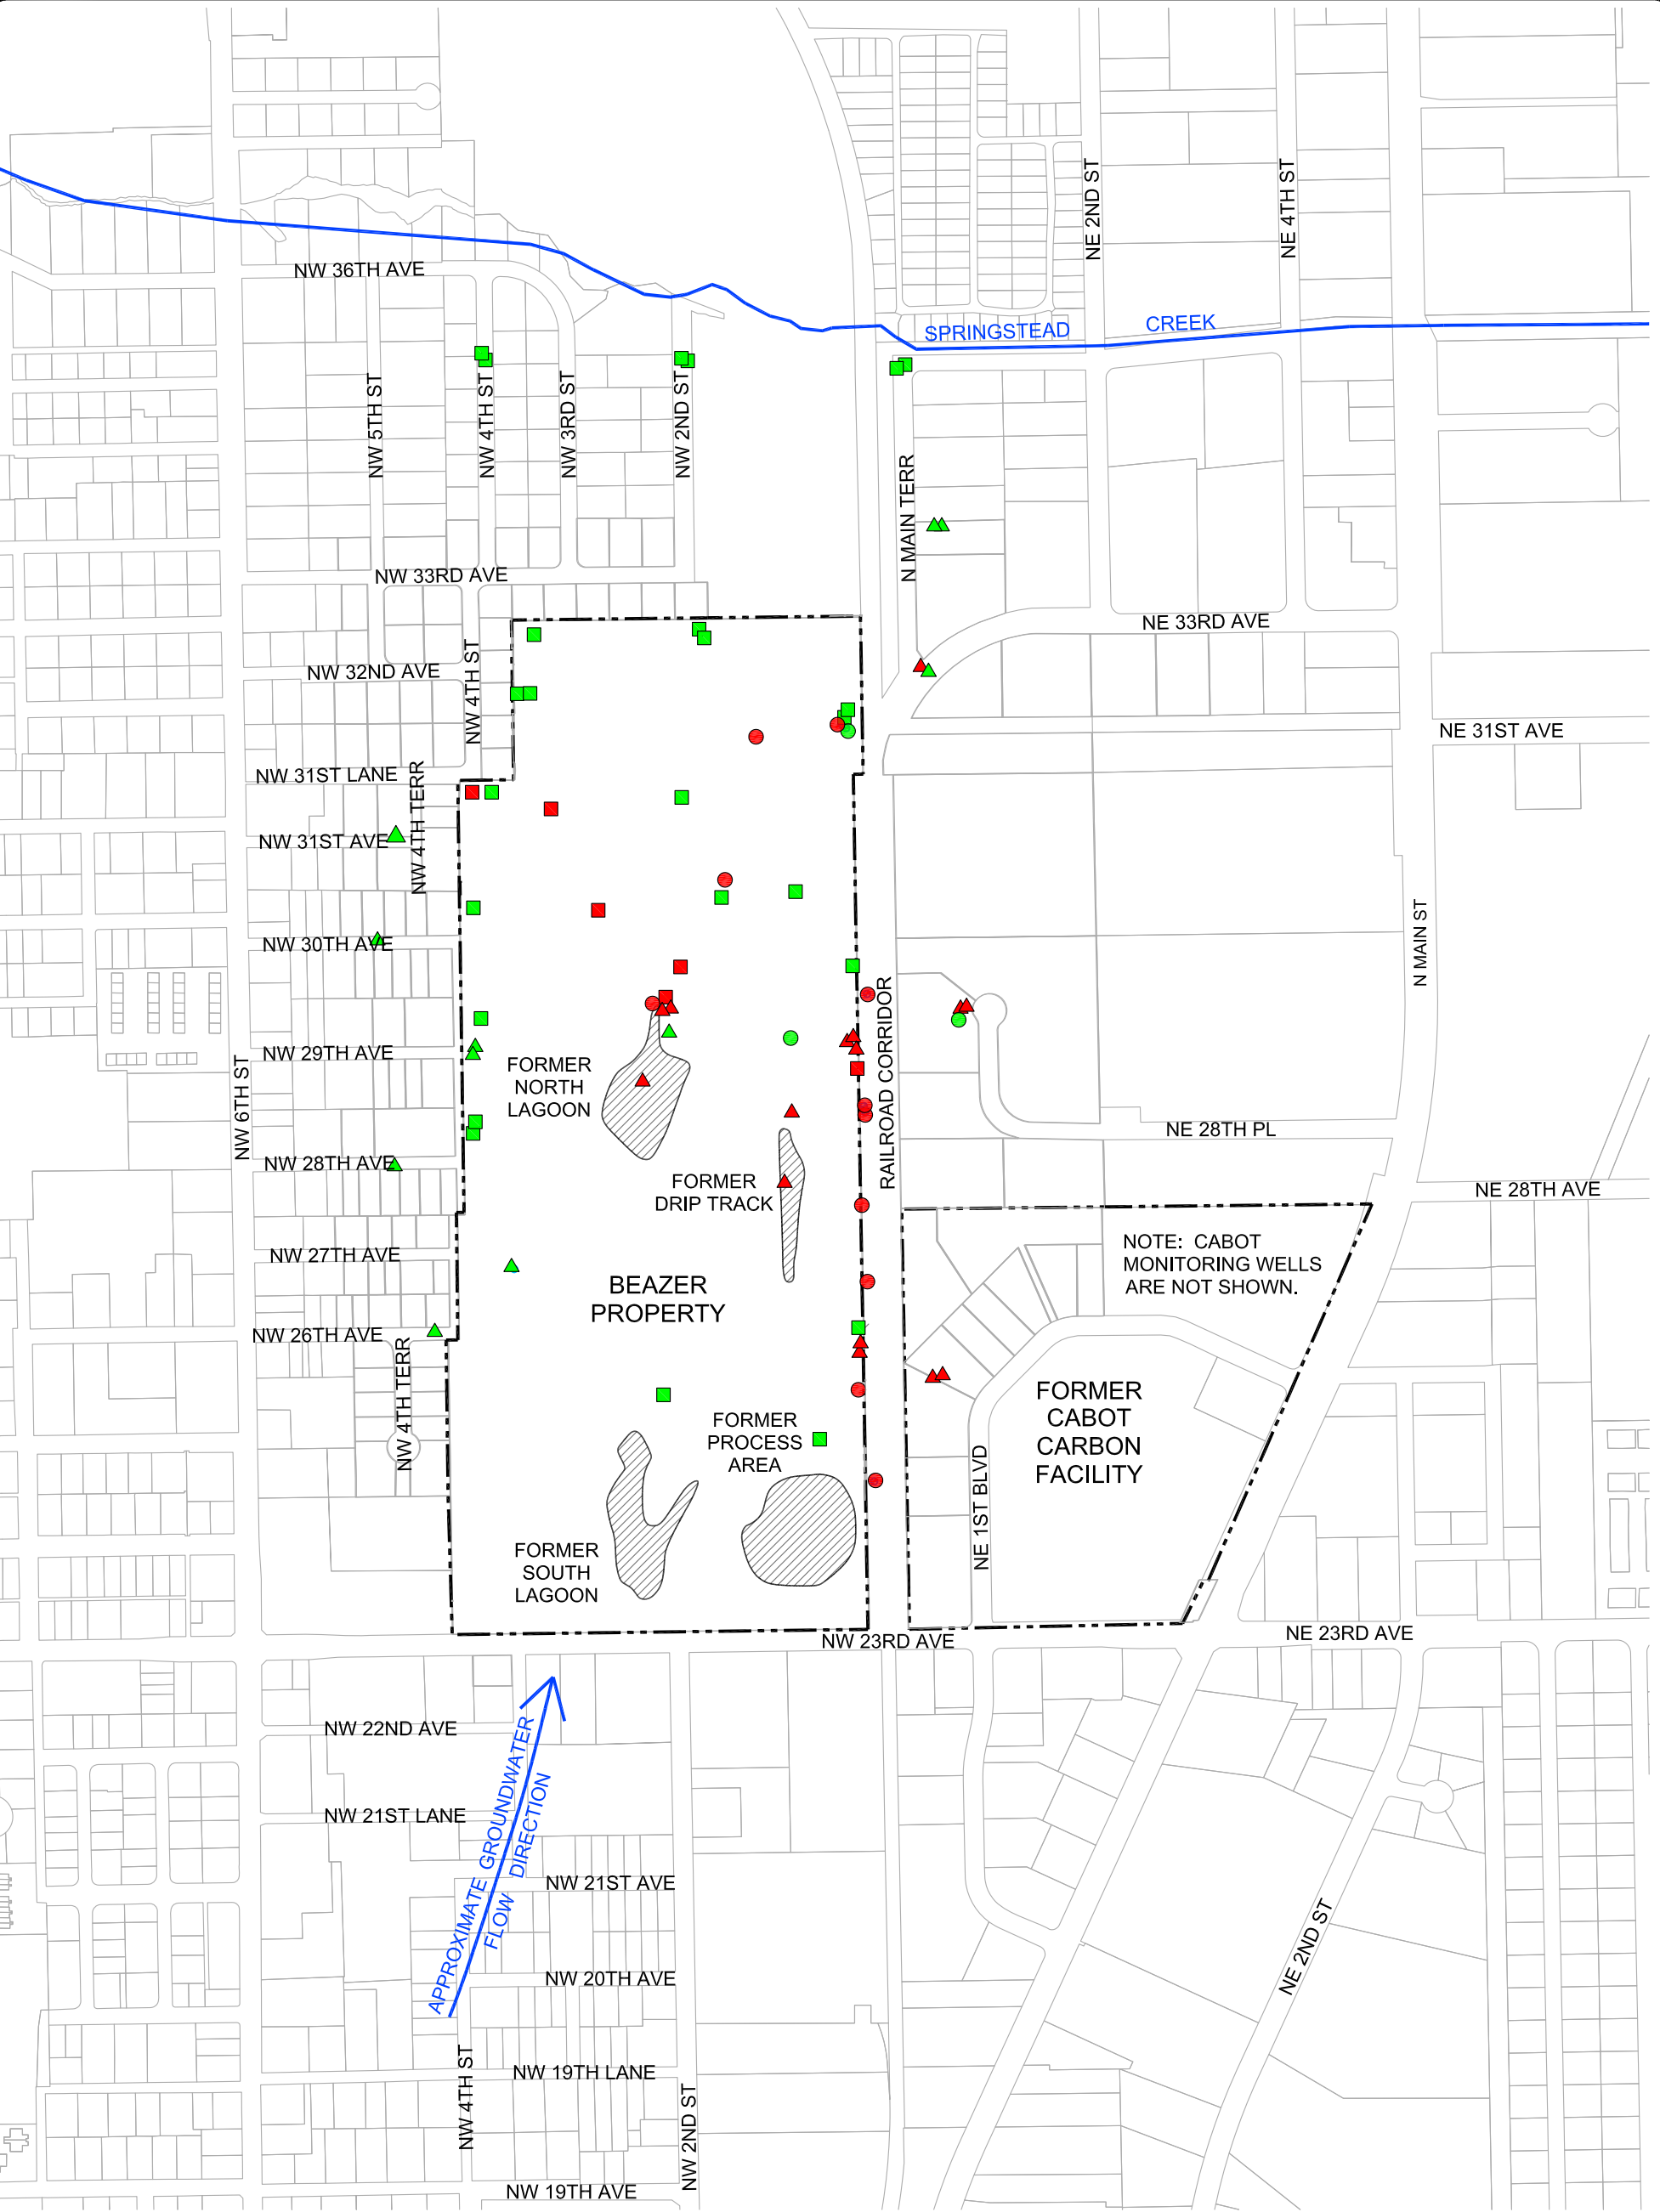 NE 2ND ST
NE 4TH ST
NW 36TH AVE
SPRINGSTEAD
CREEK
NW 5TH ST
NW 4TH ST
NW 3RD ST
NW 2ND ST
N MAIN TERR
NW 33RD AVE
NE 33RD AVE
NW 32ND AVE
NW 4TH ST
NE 31ST AVE
NW 31ST LANE
NW 4TH TERR
NW 31ST AVE
N MAIN ST
NW 30TH AVE
RAILROAD CORRIDOR
NW 29TH AVE
NW 6TH ST
FORMER
NORTH
LAGOON
NE 28TH PL
NW 28TH AVE
FORMER
DRIP TRACK
NE 28TH AVE
NW 27TH AVE
NOTE: CABOT
MONITORING WELLS
ARE NOT SHOWN.
BEAZER
PROPERTY
NW 26TH AVE
NW 4TH TERR
FORMER
CABOT
CARBON
FACILITY
FORMER
PROCESS
AREA
NE 1ST BLVD
FORMER
SOUTH
LAGOON
NW 23RD AVE
NE 23RD AVE
NW 22ND AVE
APPROXIMATE GROUNDWATER
FLOW DIRECTION
NW 21ST LANE
NW 21ST AVE
NE 2ND ST
NW 20TH AVE
NW 4TH ST
NW 19TH LANE
NW 2ND ST
NW 19TH AVE